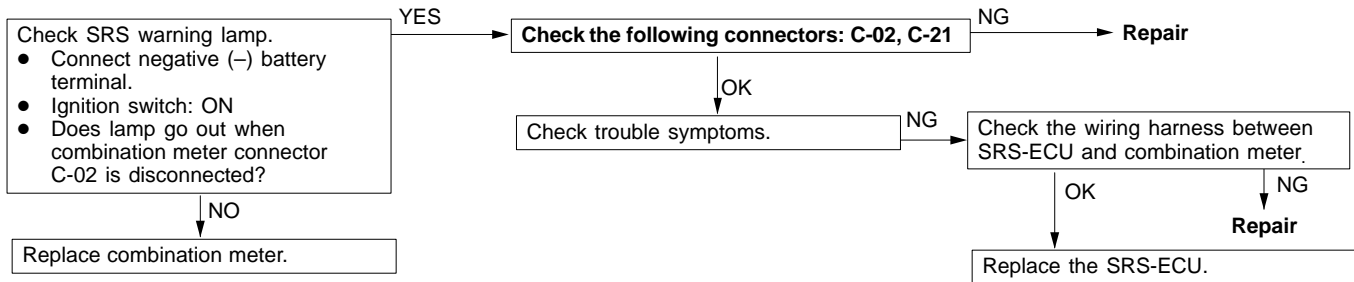 Check SRS warning lamp.
● Connect negative (–) battery
terminal.
● Ignition switch: ON
● Does lamp go out when
combination meter connector
C-02 is disconnected?
YES
Check the following connectors: C-02, C-21
NG
Repair
OK
Check trouble symptoms.
NG
Check the wiring harness between
SRS-ECU and combination meter.
OK
NG
Repair
Replace the SRS-ECU.
NO
Replace combination meter.